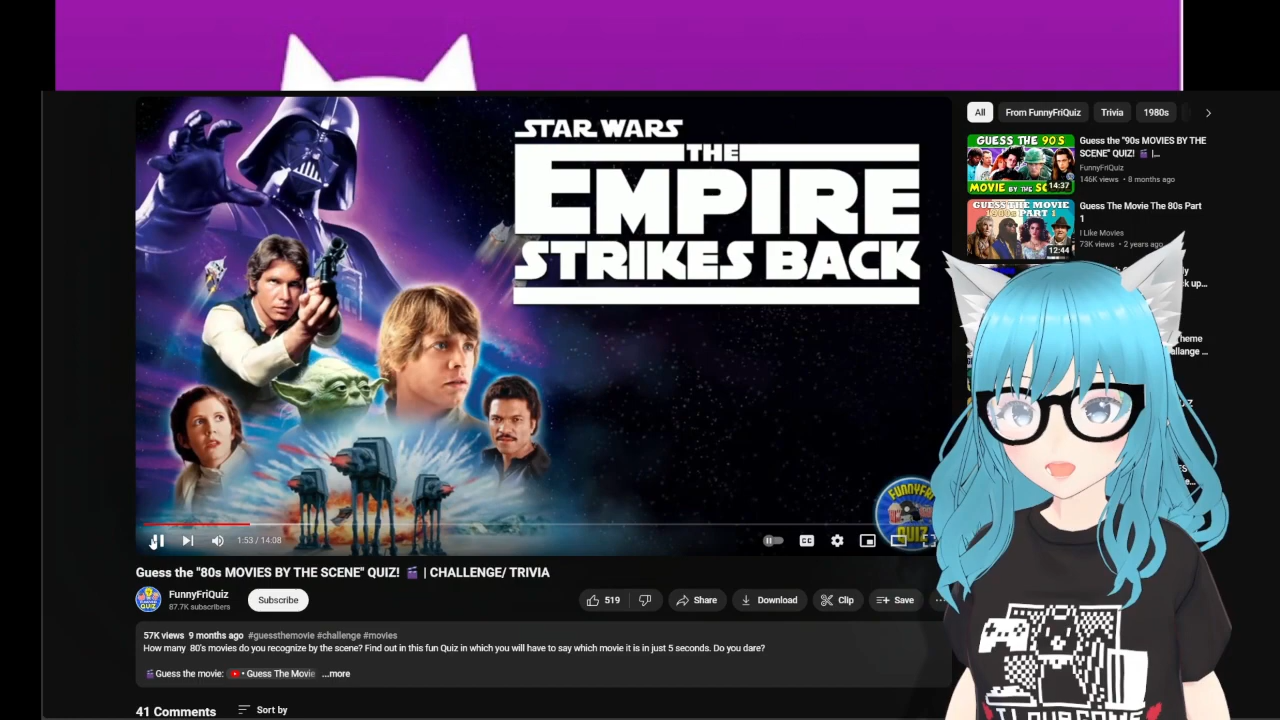 STAR WARS
THE
EMPIRE
STRIKES BACK
FUNNYFRI
QUIZ
1:53 / 14:08
Guess the "80s MOVIES BY THE SCENE" QUIZ! | CHALLENGE/ TRIVIA
FunnyFriQuiz
87.7K subscribers
Subscribe
519
Share
Download
Clip
Save
57K views 9 months ago #guessthemovie #challenge #movies
How many 80's movies do you recognize by the scene? Find out in this fun Quiz in which you will have to say which movie it is in just 5 seconds. Do you dare?
Guess the movie: • Guess The Movie ...more
41 Comments
Sort by
All
From FunnyFriQuiz
Trivia
1980s
GUESS THE 90S
MOVIE BY THE SC
14:37
Guess the "90s MOVIES BY THE
SCENE" QUIZ! |...
FunnyFriQuiz
146K views • 8 months ago
GUESS THE MOVIE
1980s PART 1
12:44
Guess The Movie The 80s Part
1
I Like Movies
73K views • 2 years ago
k up...
heme
allange ...